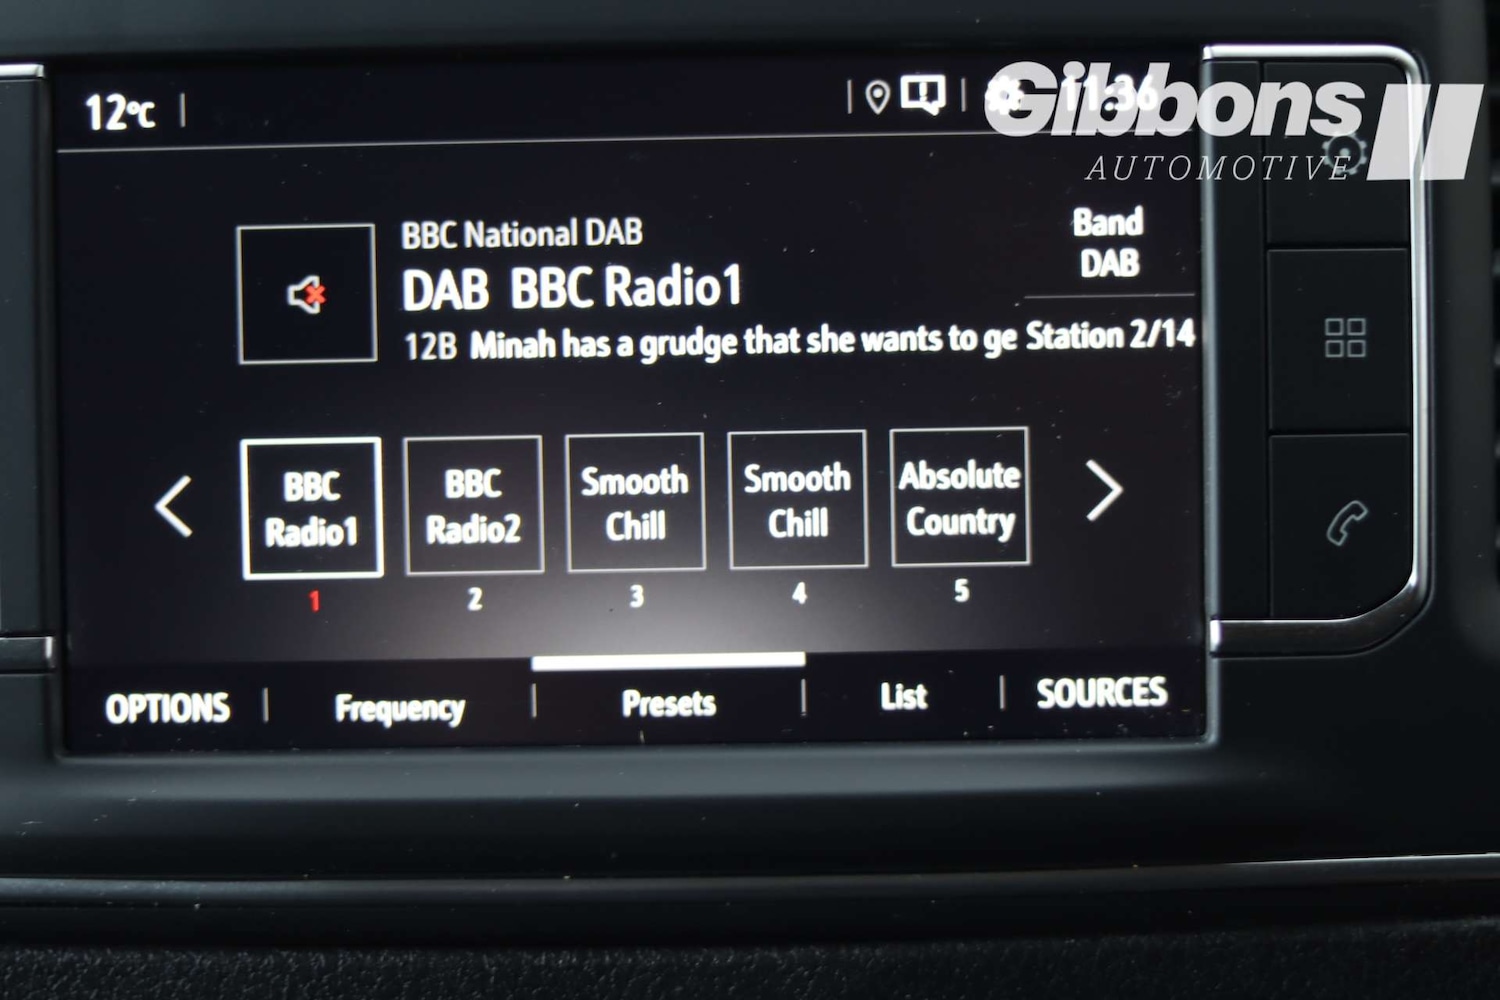 12°C
11:36
Gibbons
AUTOMOTIVE
BBC National DAB
DAB BBC Radio1
12B Minah has a grudge that she wants to ge Station 2/14
Band
DAB
BBC
Radio1
BBC
Radio2
Smooth
Chill
Smooth
Chill
Absolute
Country
1
2
3
4
5
OPTIONS
Frequency
Presets
List
SOURCES